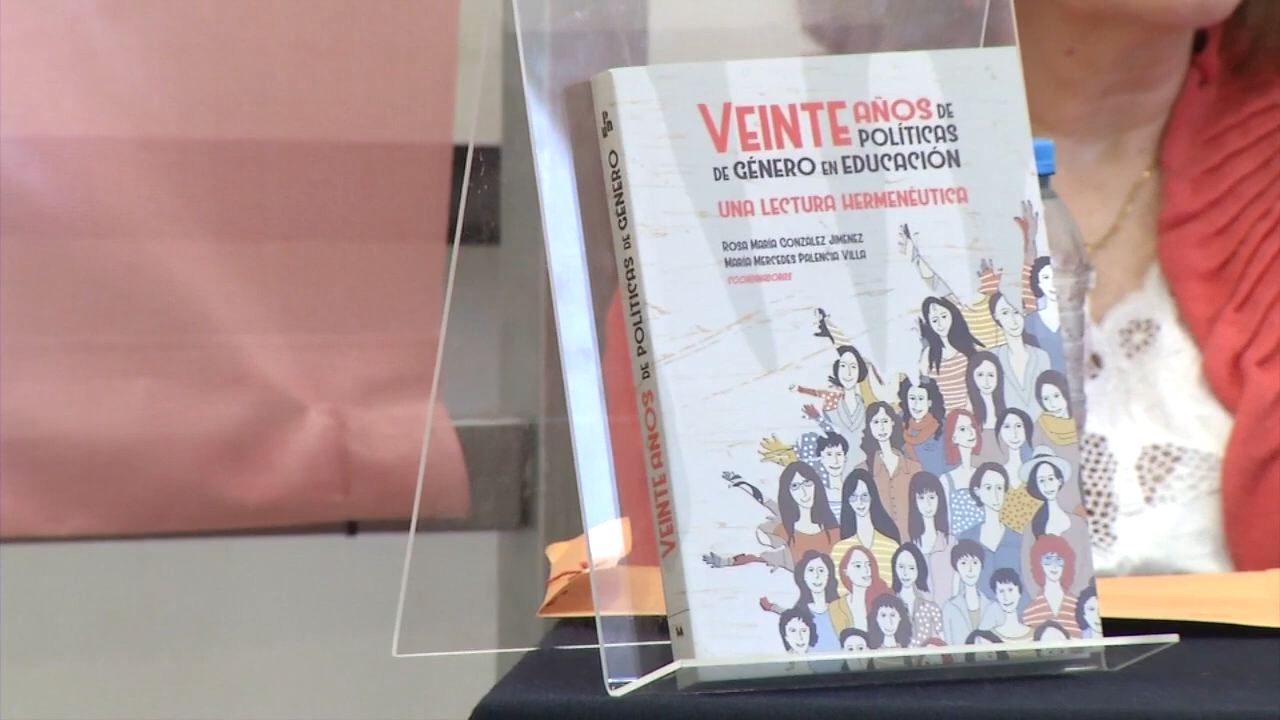 VEINTE AÑOS DE
POLÍTICAS
DE GÉNERO EN EDUCACIÓN
UNA LECTURA HERMENÉUTICA
ROSA MARÍA GONZÁLEZ JIMÉNEZ
MARÍA MERCEDES PALENCIA VILLA
COORDINADORAS
VEINTE AÑOS DE POLÍTICAS DE GÉNERO